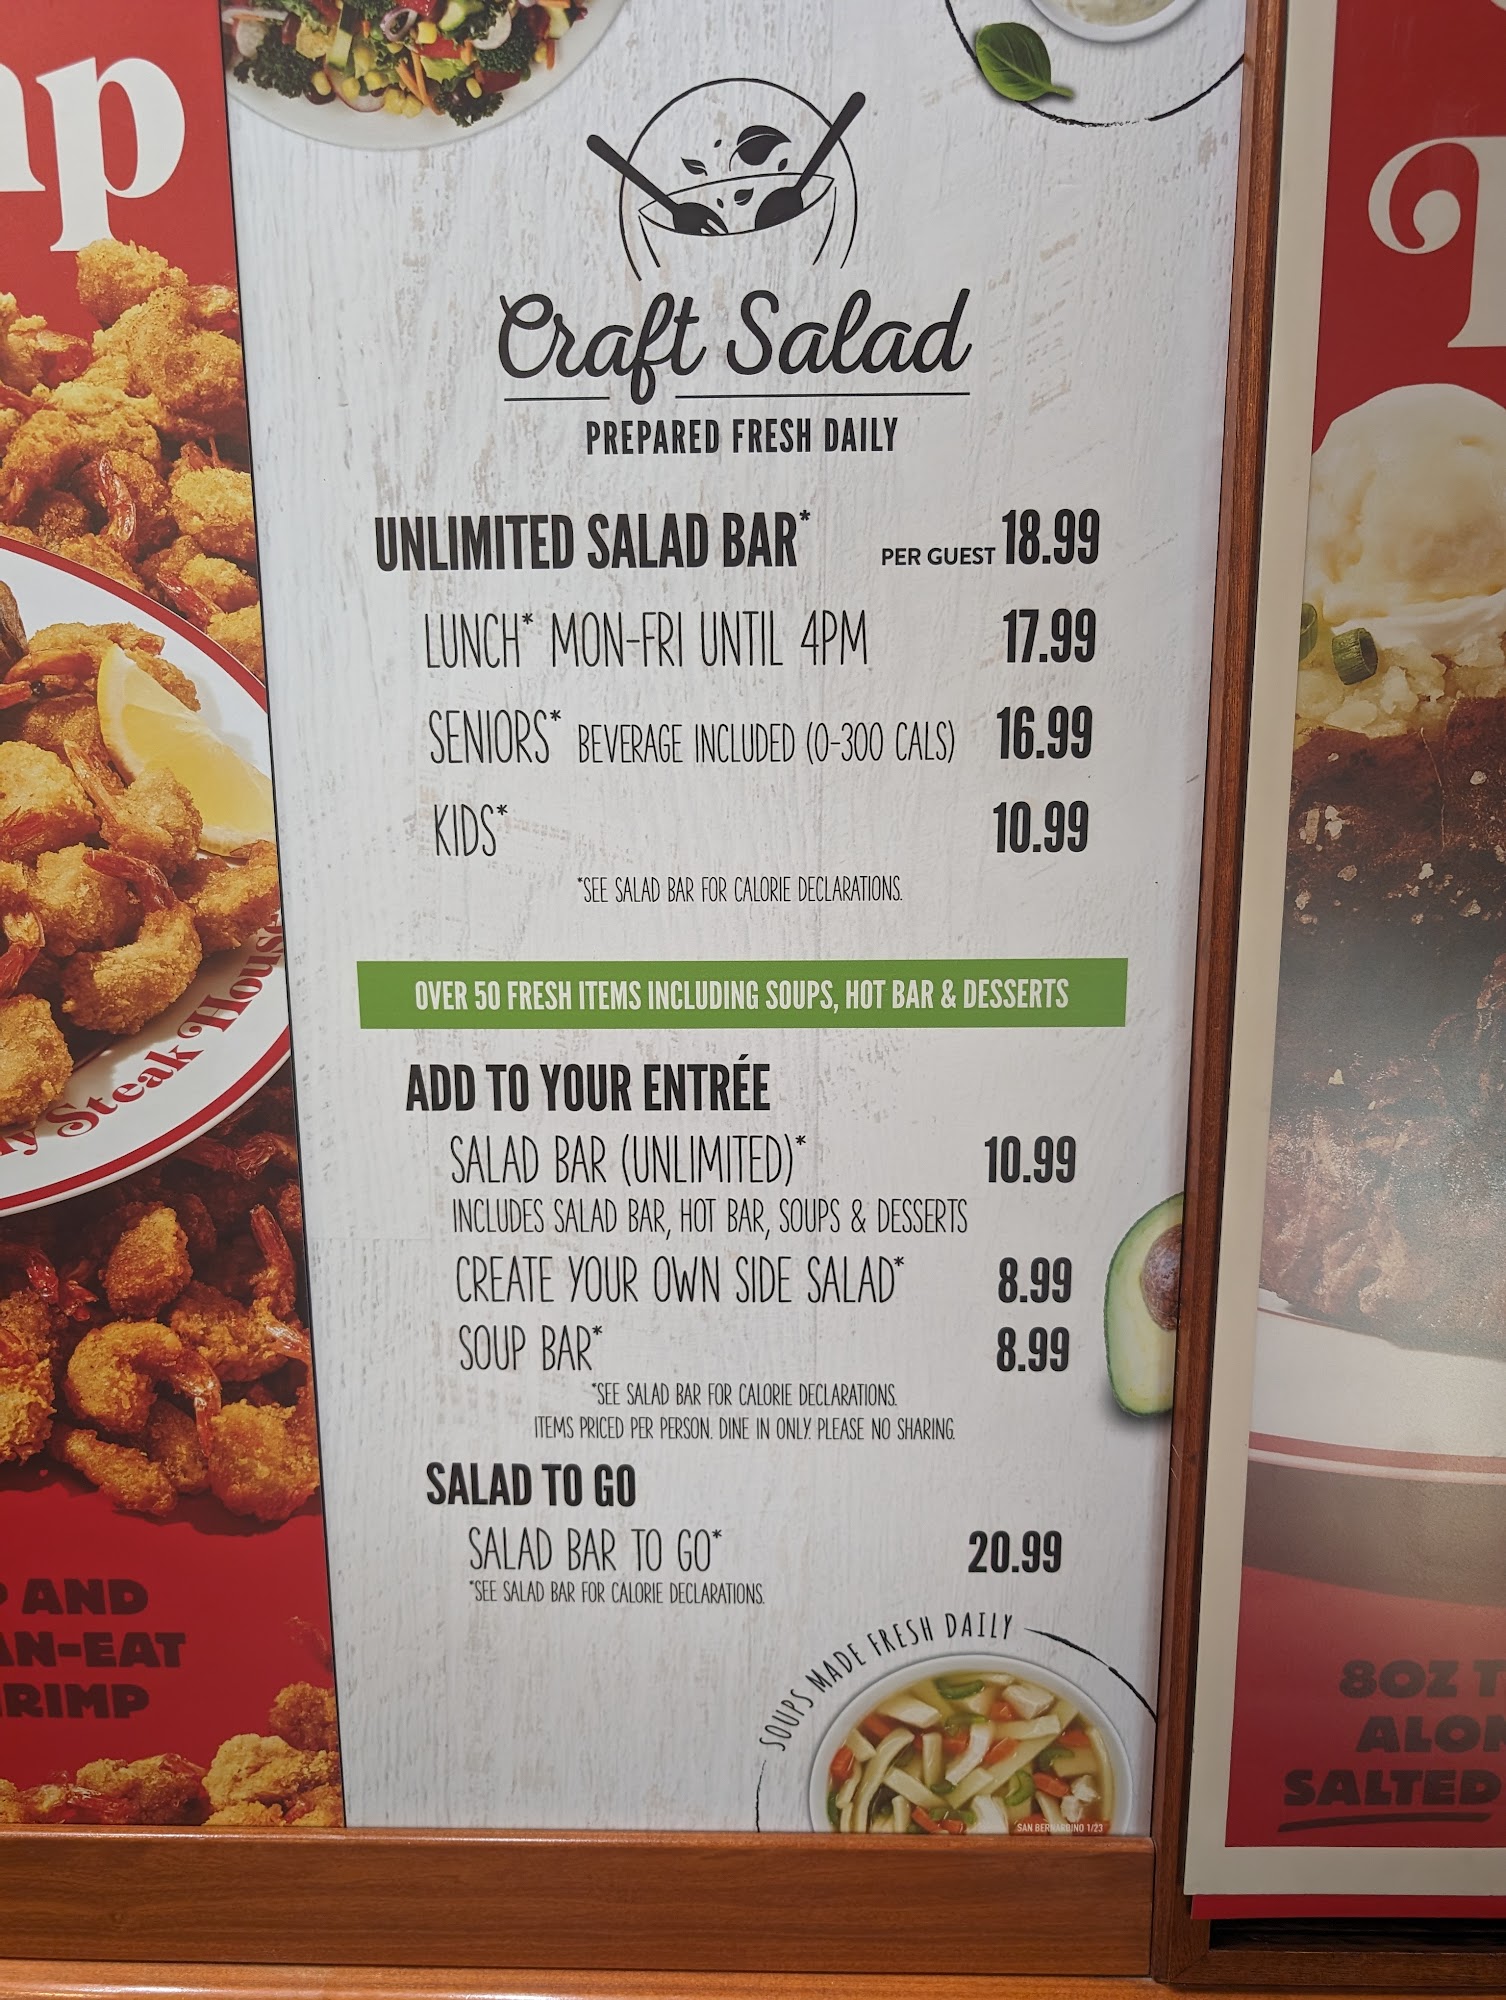 Craft Salad
PREPARED FRESH DAILY
UNLIMITED SALAD BAR* PER GUEST 18.99
LUNCH* MON-FRI UNTIL 4PM 17.99
SENIORS* BEVERAGE INCLUDED (0-300 CALS) 16.99
KIDS* 10.99
*SEE SALAD BAR FOR CALORIE DECLARATIONS.
OVER 50 FRESH ITEMS INCLUDING SOUPS, HOT BAR & DESSERTS
ADD TO YOUR ENTRÉE
SALAD BAR (UNLIMITED)* 10.99
INCLUDES SALAD BAR, HOT BAR, SOUPS & DESSERTS
CREATE YOUR OWN SIDE SALAD* 8.99
SOUP BAR* 8.99
*SEE SALAD BAR FOR CALORIE DECLARATIONS.
ITEMS PRICED PER PERSON. DINE IN ONLY. PLEASE NO SHARING.
SALAD TO GO
SALAD BAR TO GO* 20.99
*SEE SALAD BAR FOR CALORIE DECLARATIONS.
SOUPS MADE FRESH DAILY
SAN BERNARDINO 1/23
Steak House
AND
AN-EAT
RIMP
8OZ T
ALON
SALTED